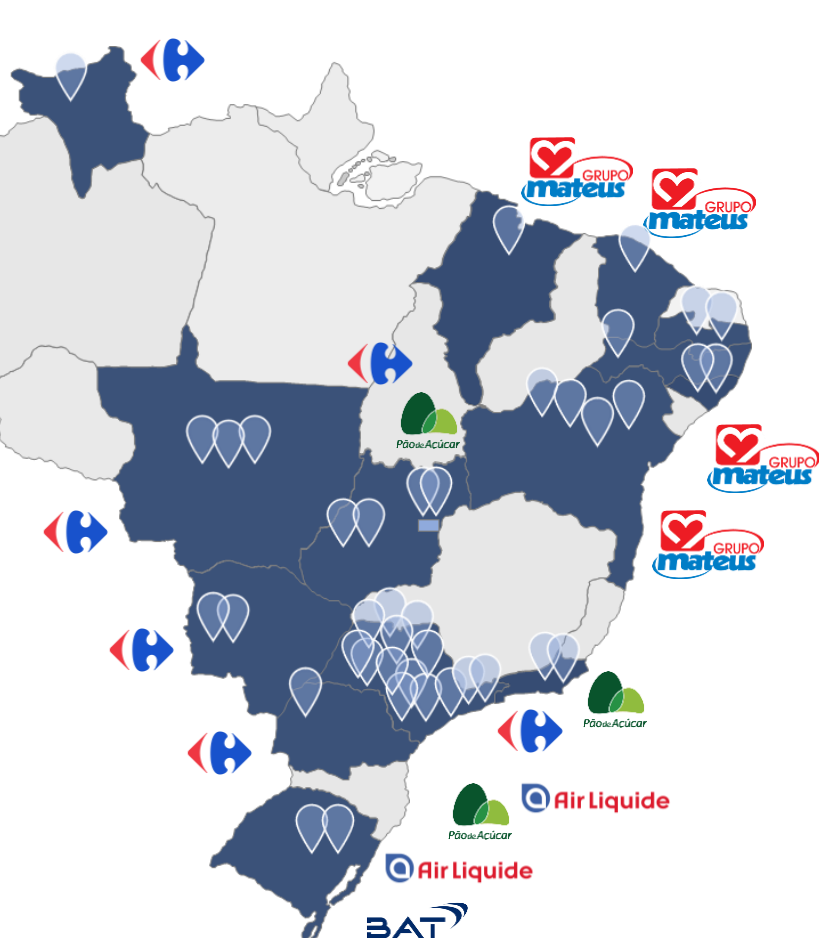 GRUPO
mateus
GRUPO
mateus
Pão de Açúcar
GRUPO
mateus
GRUPO
mateus
Pão de Açúcar
Air Liquide
Pão de Açúcar
Air Liquide
BAT